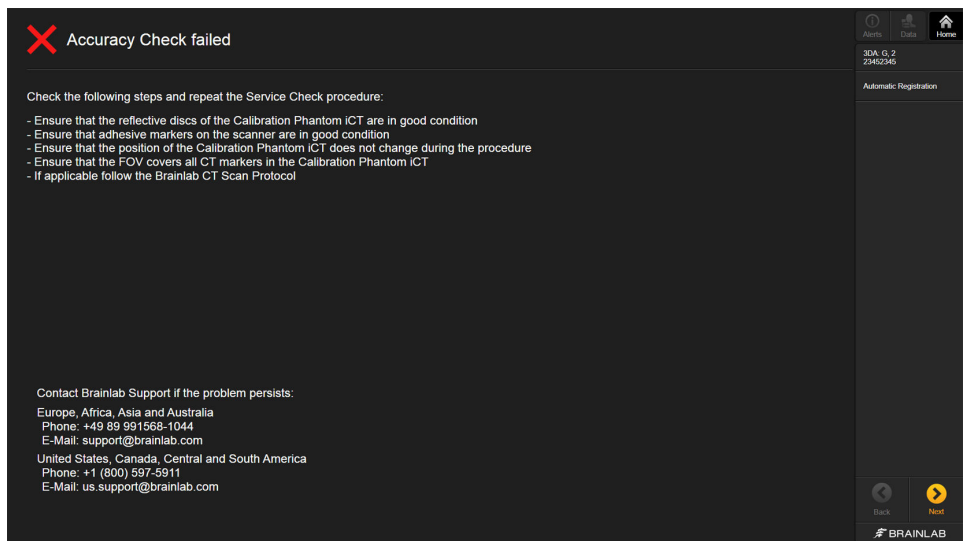 Accuracy Check failed
Check the following steps and repeat the Service Check procedure:
- Ensure that the reflective discs of the Calibration Phantom iCT are in good condition
- Ensure that adhesive markers on the scanner are in good condition
- Ensure that the position of the Calibration Phantom iCT does not change during the procedure
- Ensure that the FOV covers all CT markers in the Calibration Phantom iCT
- If applicable follow the Brainlab CT Scan Protocol
Contact Brainlab Support if the problem persists:
Europe, Africa, Asia and Australia
Phone: +49 89 991568-1044
E-Mail: support@brainlab.com
United States, Canada, Central and South America
Phone: +1 (800) 597-5911
E-Mail: us.support@brainlab.com
Alerts Data Home
3DA: G, 2
23452345
Automatic Registration
Back Next
BRAINLAB